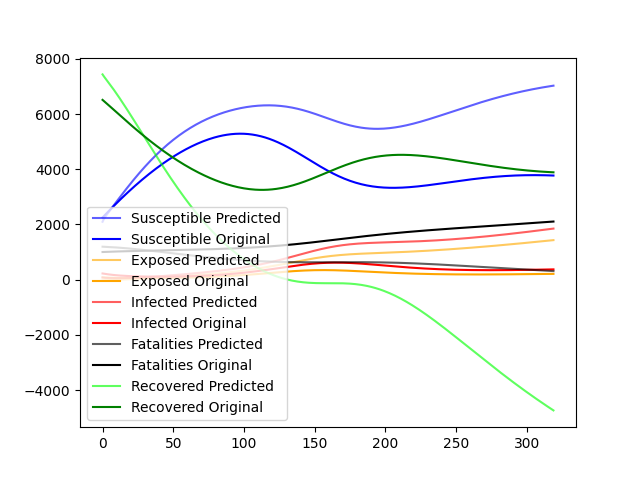 8000
6000
4000
2000
0
−2000
−4000
Susceptible Predicted
Susceptible Original
Exposed Predicted
Exposed Original
Infected Predicted
Infected Original
Fatalities Predicted
Fatalities Original
Recovered Predicted
Recovered Original
0 50 100 150 200 250 300